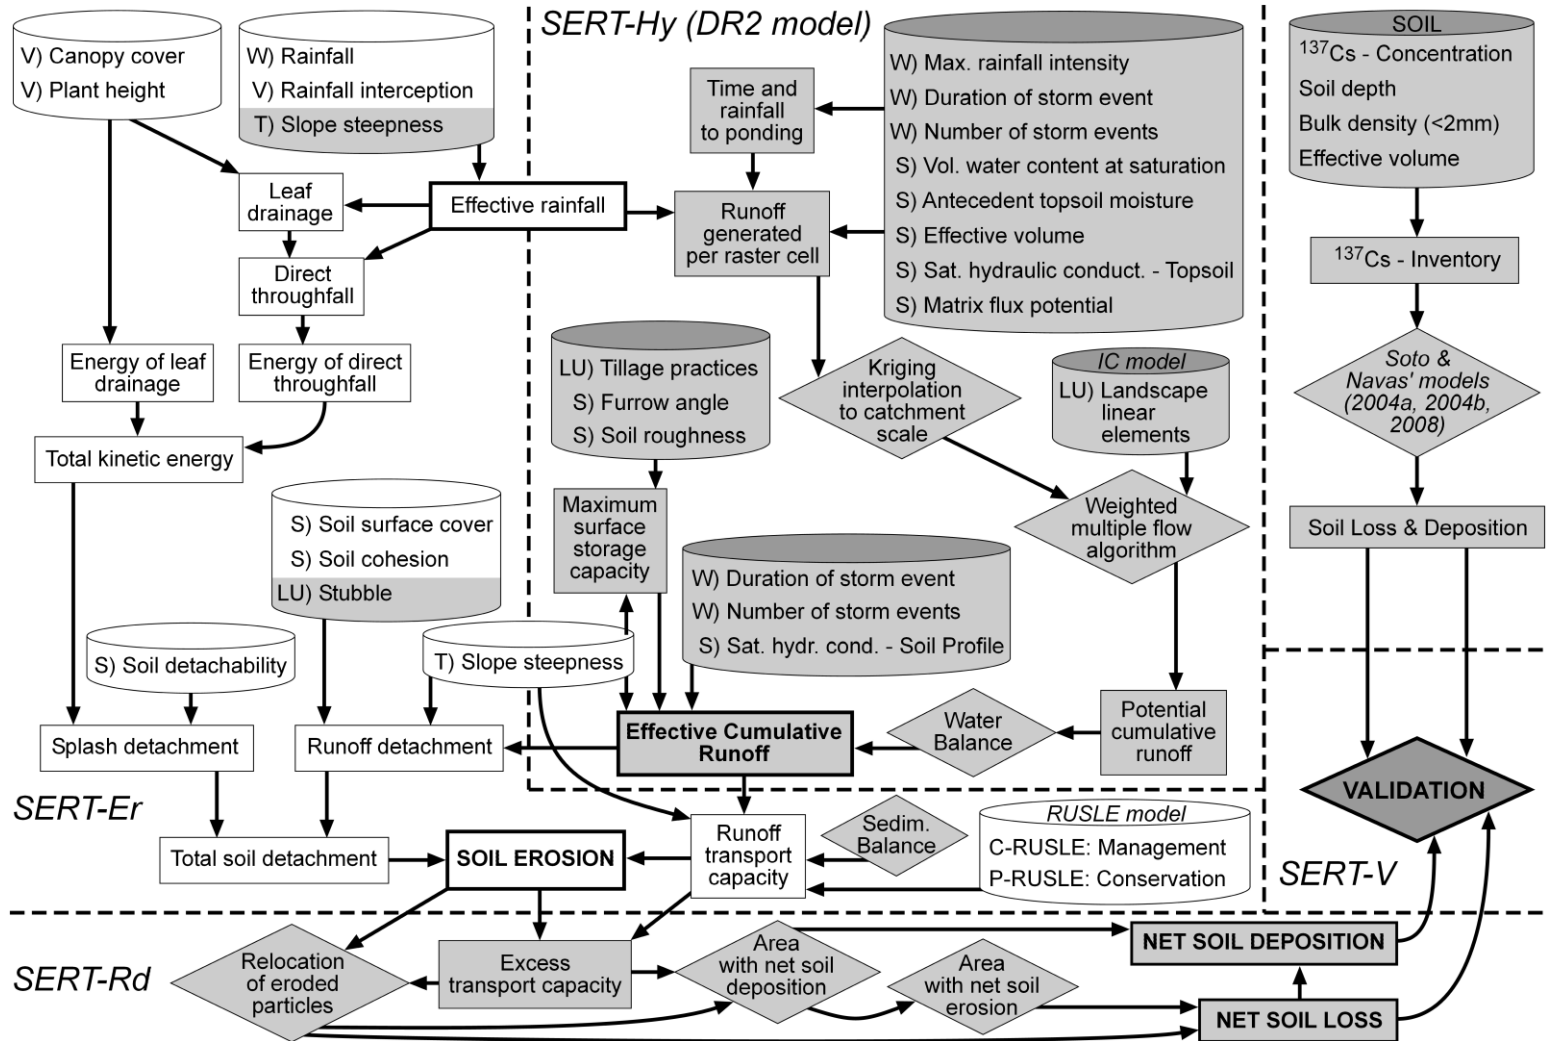 V) Canopy cover
V) Plant height
W) Rainfall
V) Rainfall interception
T) Slope steepness
SERT-Hy (DR2 model)
Time and
rainfall
to ponding
W) Max. rainfall intensity
W) Duration of storm event
W) Number of storm events
S) Vol. water content at saturation
S) Antecedent topsoil moisture
S) Effective volume
S) Sat. hydraulic conduct. - Topsoil
S) Matrix flux potential
SOIL
137Cs - Concentration
Soil depth
Bulk density (<2mm)
Effective volume
Leaf
drainage
Effective rainfall
Runoff
generated
per raster cell
137Cs - Inventory
Direct
throughfall
Energy of leaf
drainage
Energy of direct
throughfall
LU) Tillage practices
S) Furrow angle
S) Soil roughness
Kriging
interpolation
to catchment
scale
IC model
LU) Landscape
linear
elements
Soto &
Navas' models
(2004a, 2004b,
2008)
Total kinetic energy
S) Soil surface cover
S) Soil cohesion
LU) Stubble
Maximum
surface
storage
capacity
Weighted
multiple flow
algorithm
Soil Loss & Deposition
W) Duration of storm event
W) Number of storm events
S) Sat. hydr. cond. - Soil Profile
S) Soil detachability
T) Slope steepness
Splash detachment
Runoff detachment
Effective Cumulative
Runoff
Water
Balance
Potential
cumulative
runoff
VALIDATION
SERT-Er
Total soil detachment
SOIL EROSION
Runoff
transport
capacity
Sedim.
Balance
RUSLE model
C-RUSLE: Management
P-RUSLE: Conservation
SERT-V
SERT-Rd
Relocation
of eroded
particles
Excess
transport capacity
Area
with net soil
deposition
Area
with net soil
erosion
NET SOIL DEPOSITION
NET SOIL LOSS